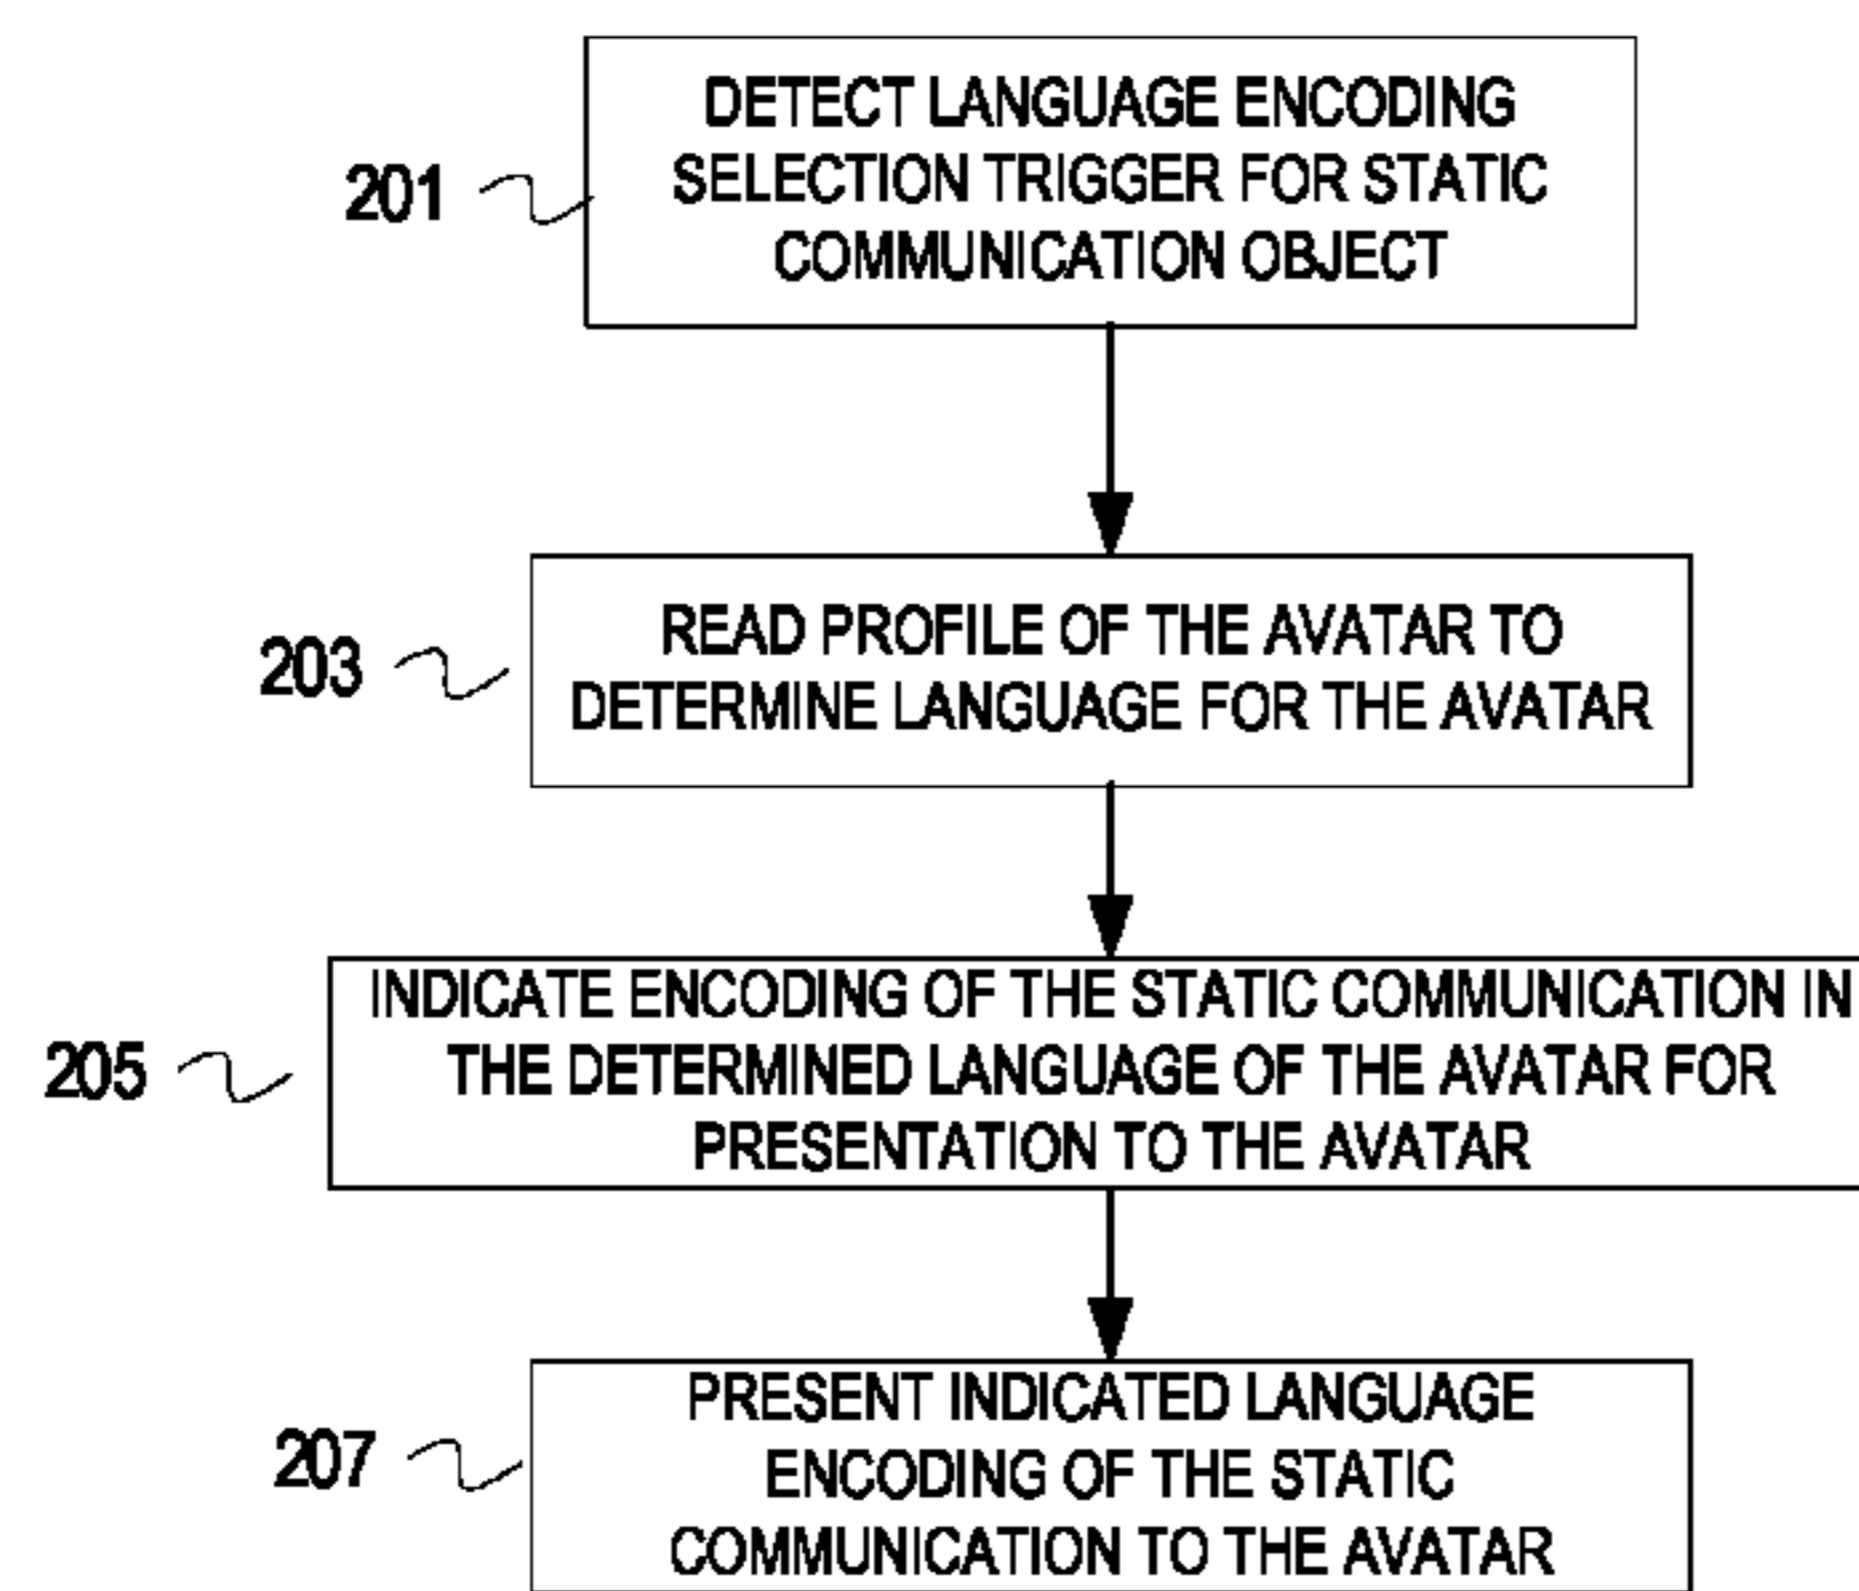 DETECT LANGUAGE ENCODING
SELECTION TRIGGER FOR STATIC
COMMUNICATION OBJECT
201
READ PROFILE OF THE AVATAR TO
DETERMINE LANGUAGE FOR THE AVATAR
203
INDICATE ENCODING OF THE STATIC COMMUNICATION IN
THE DETERMINED LANGUAGE OF THE AVATAR FOR
PRESENTATION TO THE AVATAR
205
PRESENT INDICATED LANGUAGE
ENCODING OF THE STATIC
COMMUNICATION TO THE AVATAR
207